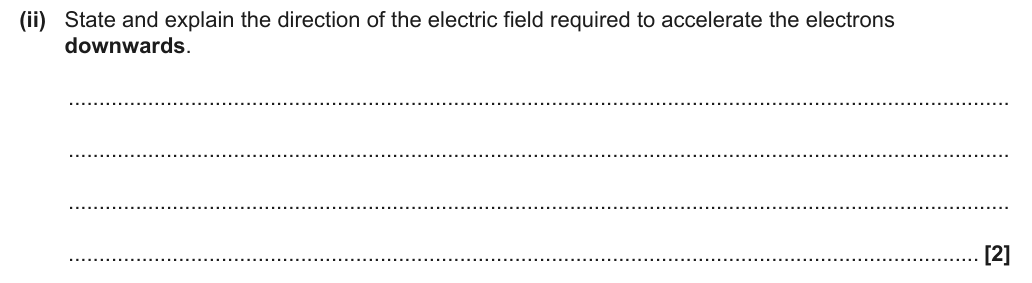 (ii) State and explain the direction of the electric field required to accelerate the electrons
downwards.
..........................................................................................................................................................
..........................................................................................................................................................
..........................................................................................................................................................
..................................................................................................................................................... [2]